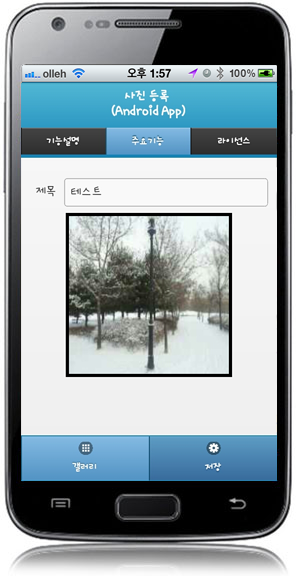 olleh 오후 1:57 100%
사진 등록
(Android App)
기능설명 주요기능 라이선스
제목 테스트
갤러리 저장